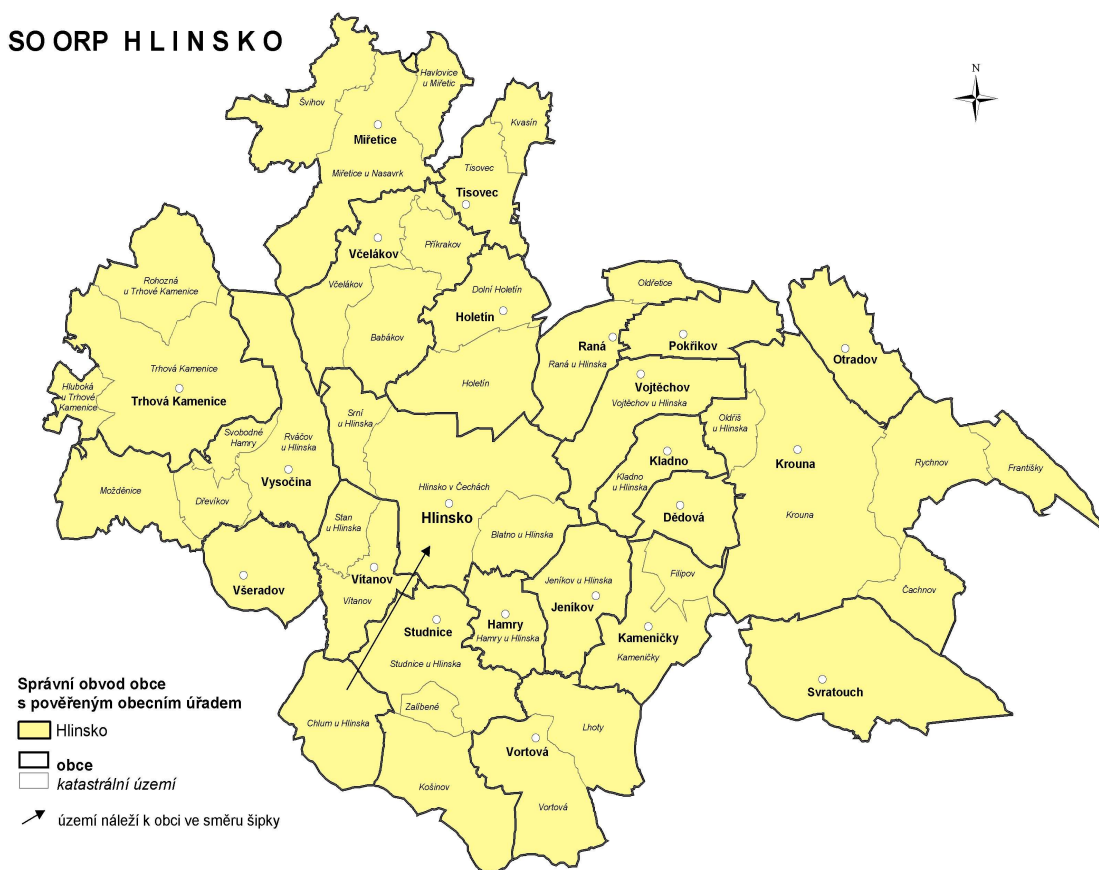 SO ORP H L I N S K O
N
Havlovice
u Miřetic
Švihov
Kvasín
Miřetice
Miřetice u Nasavrk
Tisovec
Tisovec
Příkrakov
Včelákov
Včelákov
Rohozná
u Trhové Kamenice
Dolní Holetín
Holetín
Oldřetice
Babákov
Raná
Raná u Hlinska
Pokřikov
Otradov
Holetín
Trhová Kamenice
Trhová Kamenice
Hluboká
u Trhové
Kamenice
Vojtěchov
Vojtěchov u Hlinska
Srní
u Hlinska
Oldřiš
u Hlinska
Svobodné
Hamry
Rváčov
u Hlinska
Vysočina
Kladno
Kladno
u Hlinska
Krouna
Krouna
Rychnov
Františky
Možděnice
Dřevíkov
Hlinsko v Čechách
Hlinsko
Dědová
Stan
u Hlinska
Blatno u Hlinska
Všeradov
Vítanov
Vítanov
Jeníkov u Hlinska
Jeníkov
Filipov
Čachnov
Studnice
Studnice u Hlinska
Hamry
Hamry u Hlinska
Kameničky
Kameničky
Svratouch
Chlum u Hlinska
Zalíbené
Lhoty
Vortová
Vortová
Košinov
Správní obvod obce
s pověřeným obecním úřadem
Hlinsko
obce
katastrální území
území náleží k obci ve směru šipky